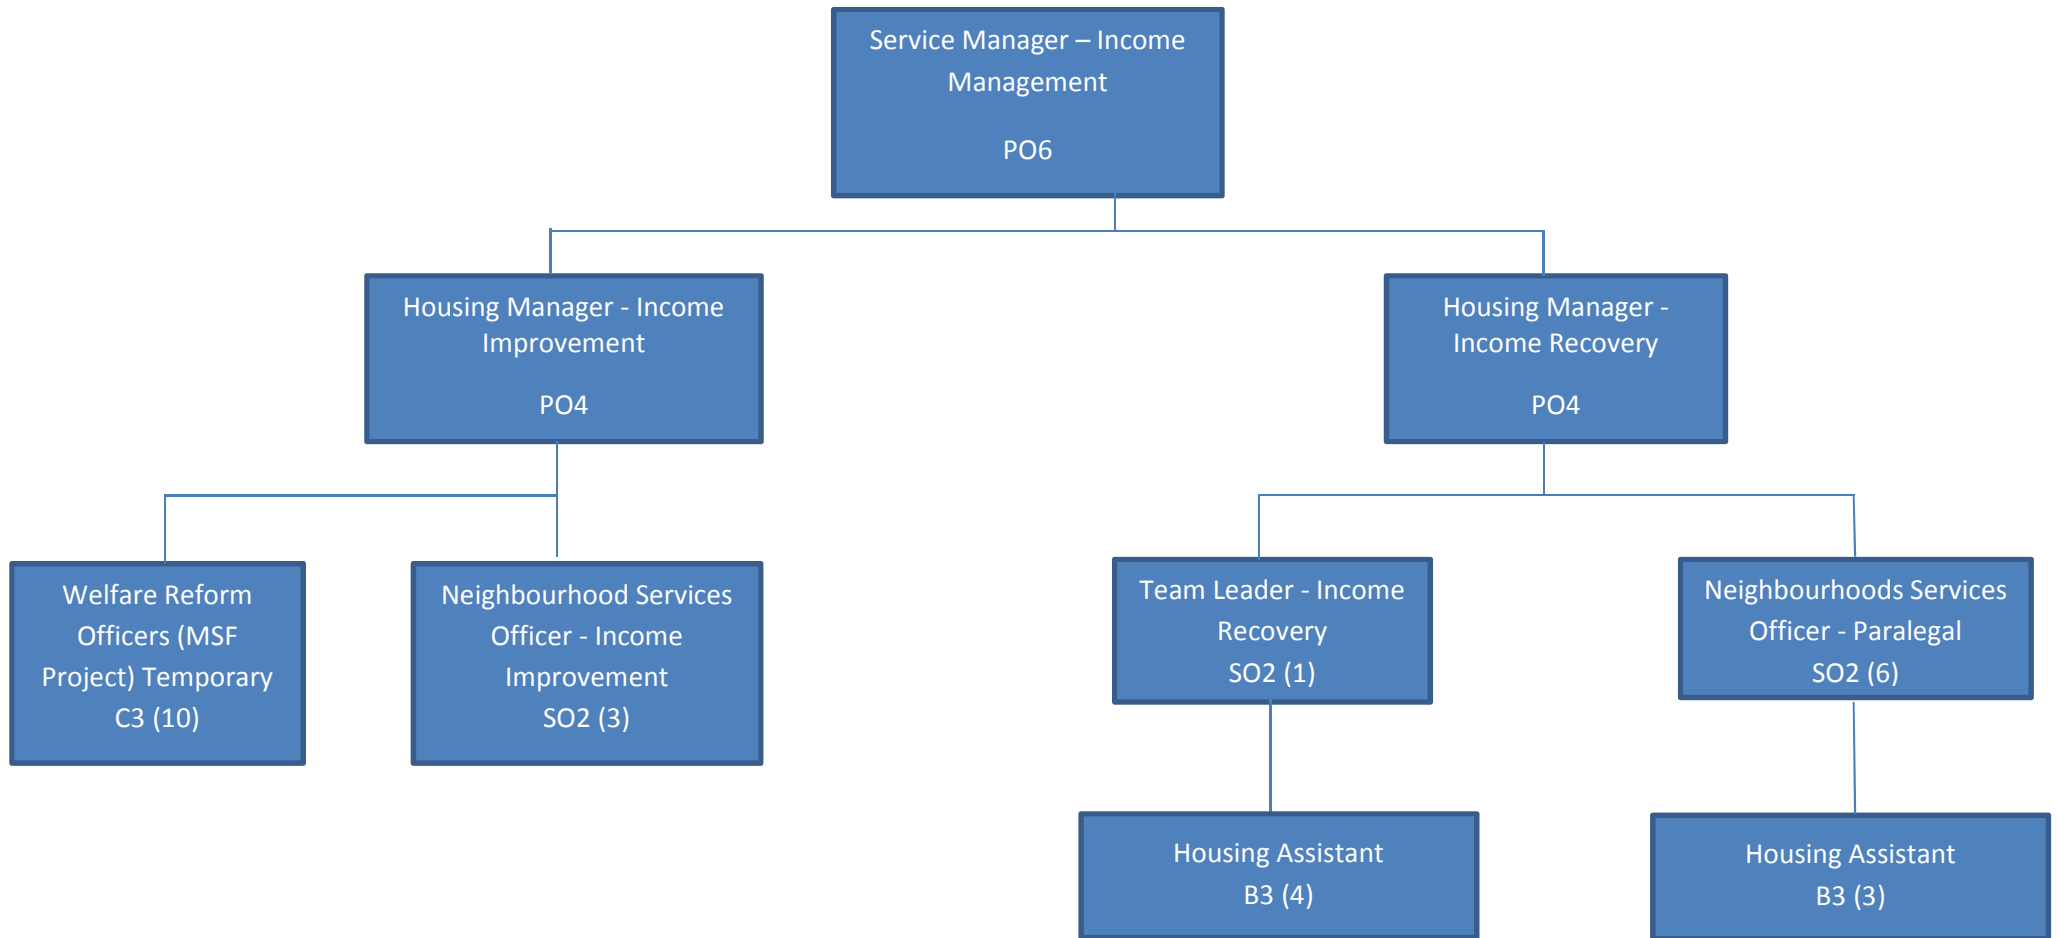 Service Manager – Income
Management
PO6
Housing Manager - Income
Improvement
PO4
Housing Manager -
Income Recovery
PO4
Welfare Reform
Officers (MSF
Project) Temporary
C3 (10)
Neighbourhood Services
Officer - Income
Improvement
SO2 (3)
Team Leader - Income
Recovery
SO2 (1)
Neighbourhoods Services
Officer - Paralegal
SO2 (6)
Housing Assistant
B3 (4)
Housing Assistant
B3 (3)